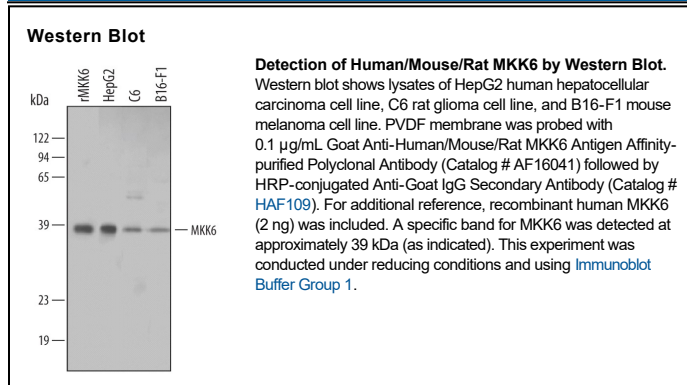 Western Blot
rMKK6
HepG2
C6
B16-F1
kDa
122
94
65
39
MKK6
23
19
Detection of Human/Mouse/Rat MKK6 by Western Blot.
Western blot shows lysates of HepG2 human hepatocellular
carcinoma cell line, C6 rat glioma cell line, and B16-F1 mouse
melanoma cell line. PVDF membrane was probed with
0.1 µg/mL Goat Anti-Human/Mouse/Rat MKK6 Antigen Affinity-
purified Polyclonal Antibody (Catalog # AF16041) followed by
HRP-conjugated Anti-Goat IgG Secondary Antibody (Catalog #
HAF109). For additional reference, recombinant human MKK6
(2 ng) was included. A specific band for MKK6 was detected at
approximately 39 kDa (as indicated). This experiment was
conducted under reducing conditions and using Immunoblot
Buffer Group 1.